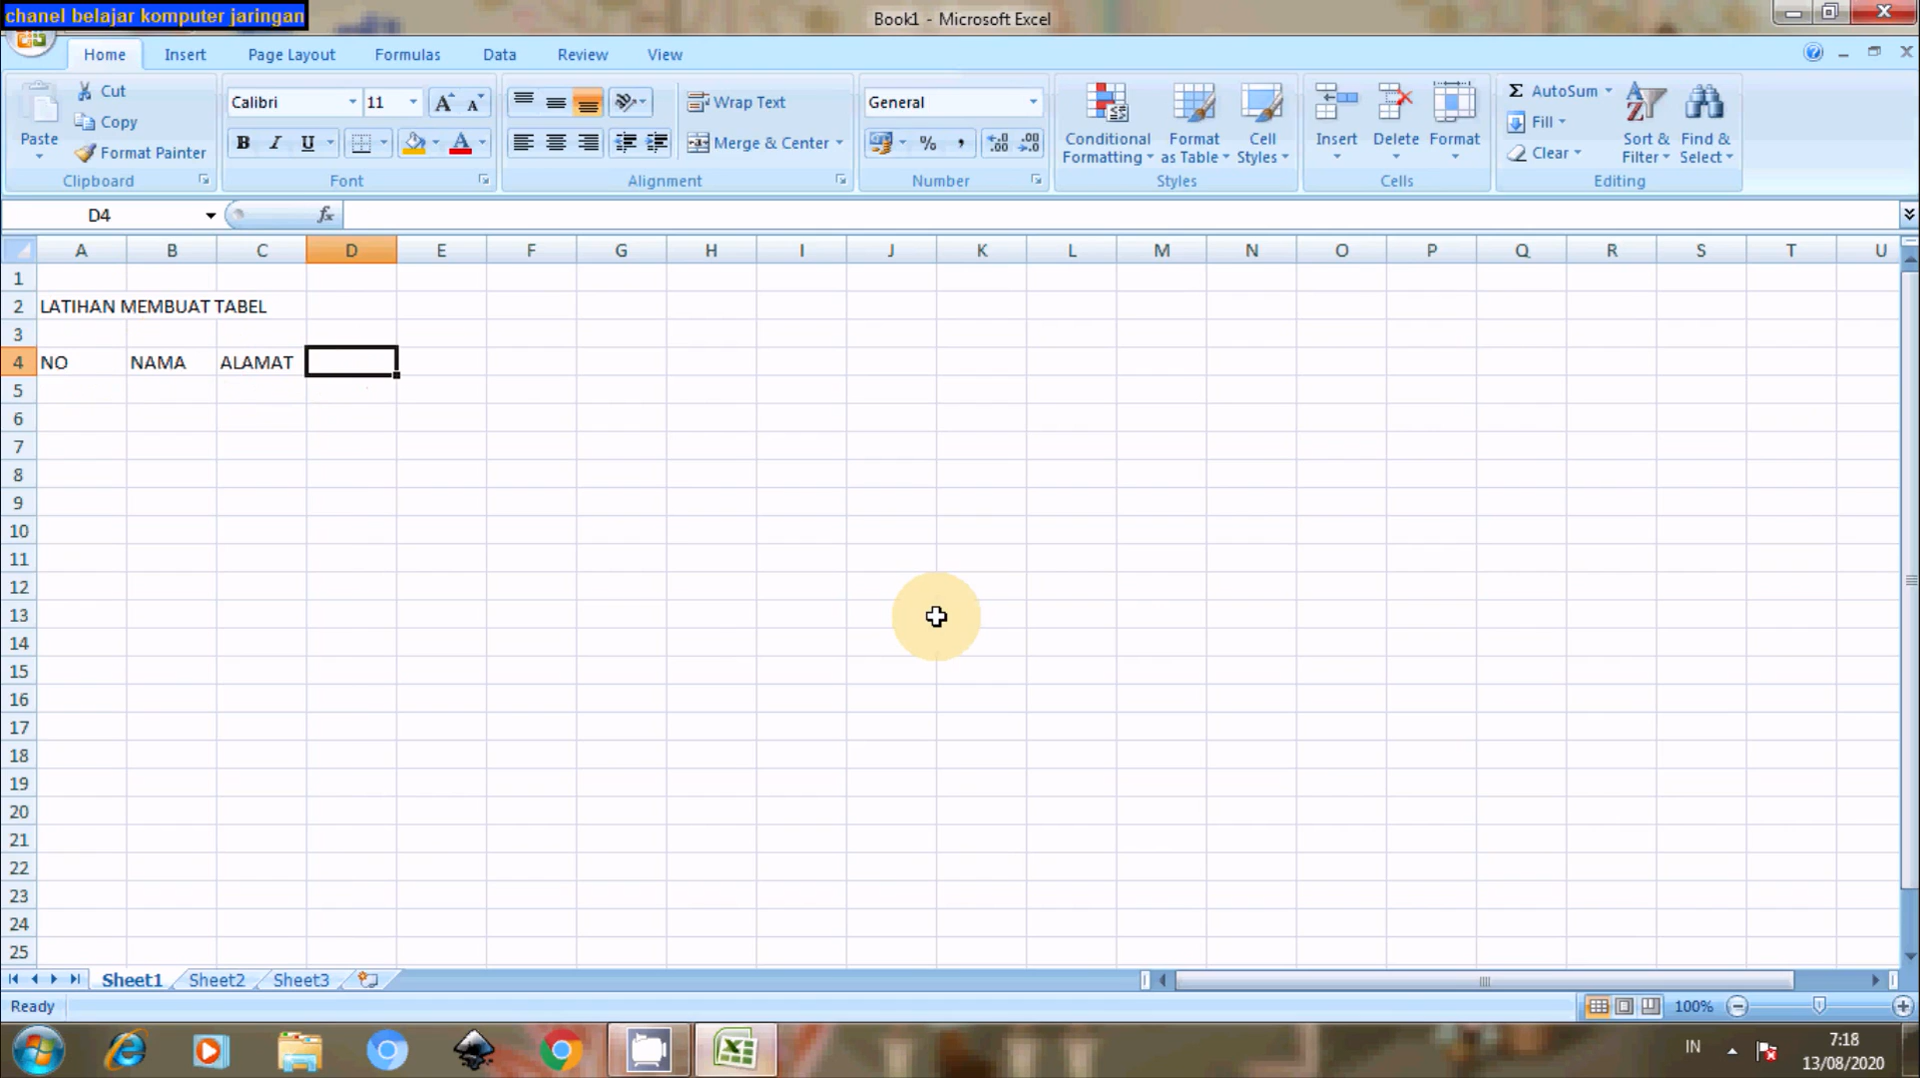 chanel belajar komputer jaringan
Book1 - Microsoft Excel
Home Insert Page Layout Formulas Data Review View
Paste
Cut
Copy
Format Painter
Clipboard
Calibri 11
B I U A
Font
Wrap Text
Merge & Center
Alignment
General
% ,
Number
Conditional Formatting
Format as Table
Cell Styles
Styles
Insert Delete Format
Cells
Σ AutoSum
Fill
Clear
Sort & Filter
Find & Select
Editing
D4 fx
A B C D E F G H I J K L M N O P Q R S T U
1
2 LATIHAN MEMBUAT TABEL
3
4 NO NAMA ALAMAT
5
6
7
8
9
10
11
12
13
14
15
16
17
18
19
20
21
22
23
24
25
Sheet1 Sheet2 Sheet3
Ready 100%
IN 7:18
13/08/2020